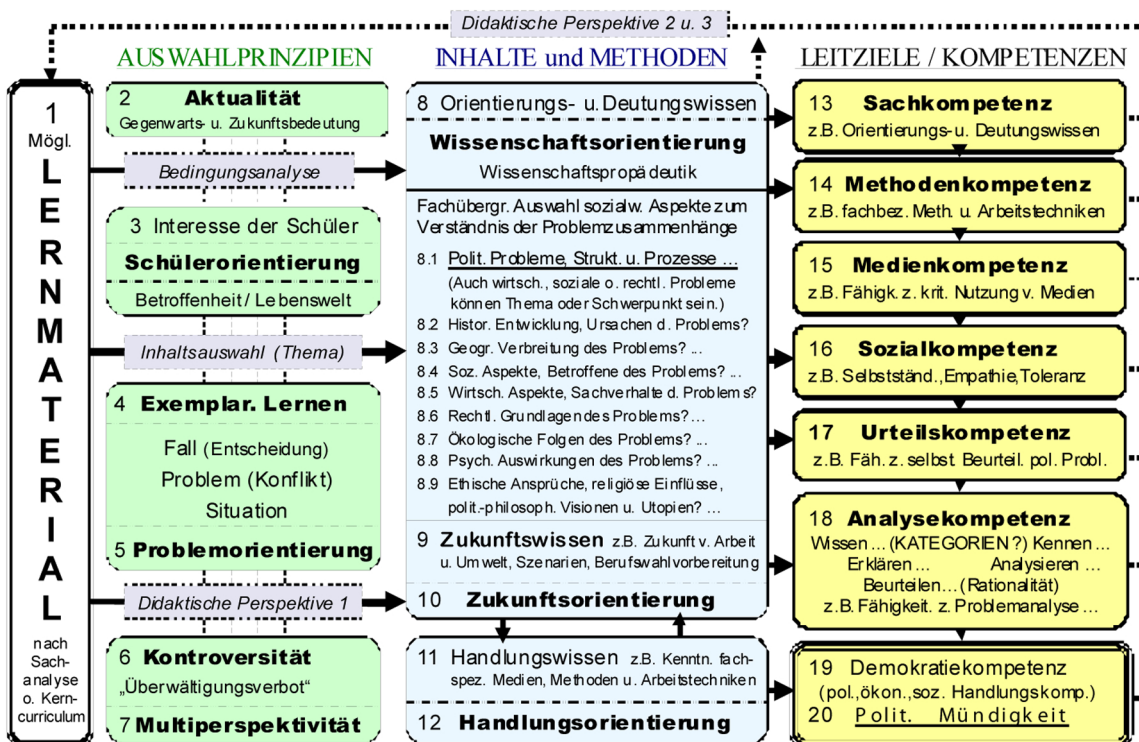 Didaktische Perspektive 2 u. 3
AUSWAHLPRINZIPIEN
INHALTE und METHODEN
LEITZIELE / KOMPETENZEN
1
Mögl.
LERNMATERIAL
nach
Sach-
analyse
o. Kern-
curriculum
2 Aktualität
Gegenwarts- u. Zukunftsbedeutung
Bedingungsanalyse
3 Interesse der Schüler
Schülerorientierung
Betroffenheit / Lebenswelt
Inhaltsauswahl (Thema)
4 Exemplar. Lernen
Fall (Entscheidung)
Problem (Konflikt)
Situation
5 Problemorientierung
Didaktische Perspektive 1
6 Kontroversität
„Überwältigungsverbot“
7 Multiperspektivität
8 Orientierungs- u. Deutungswissen
Wissenschaftsorientierung
Wissenschaftspropädeutik
Fachübergr. Auswahl sozialw. Aspekte zum
Verständnis der Problemzusammenhänge
8.1 Polit. Probleme, Strukt. u. Prozesse ...
(Auch wirtsch., soziale o. rechtl. Probleme
können Thema oder Schwerpunkt sein.)
8.2 Histor. Entwicklung, Ursachen d. Problems?
8.3 Geogr. Verbreitung des Problems? ...
8.4 Soz. Aspekte, Betroffene des Problems? ...
8.5 Wirtsch. Aspekte, Sachverhalte d. Problems?
8.6 Rechtl. Grundlagen des Problems? ...
8.7 Ökologische Folgen des Problems? ...
8.8 Psych. Auswirkungen des Problems? ...
8.9 Ethische Ansprüche, religiöse Einflüsse,
polit.-philosoph. Visionen u. Utopien? ...
9 Zukunftswissen z.B. Zukunft v. Arbeit
u. Umwelt, Szenarien, Berufswahlvorbereitung
10 Zukunftsorientierung
11 Handlungswissen z.B. Kenntn. fach-
spez. Medien, Methoden u. Arbeitstechniken
12 Handlungsorientierung
13 Sachkompetenz
z.B. Orientierungs- u. Deutungswissen
14 Methodenkompetenz
z.B. fachbez. Meth. u. Arbeitstechniken
15 Medienkompetenz
z.B. Fähigk. z. krit. Nutzung v. Medien
16 Sozialkompetenz
z.B. Selbstständ., Empathie, Toleranz
17 Urteilskompetenz
z.B. Fäh. z. selbst. Beurteil. pol. Probl.
18 Analysekompetenz
Wissen ... (KATEGORIEN ?) Kennen ...
Erklären ... Analysieren ...
Beurteilen ... (Rationalität)
z.B. Fähigkeit. z. Problemanalyse ...
19 Demokratiekompetenz
(pol., ökon., soz. Handlungskomp.)
20 Polit. Mündigkeit